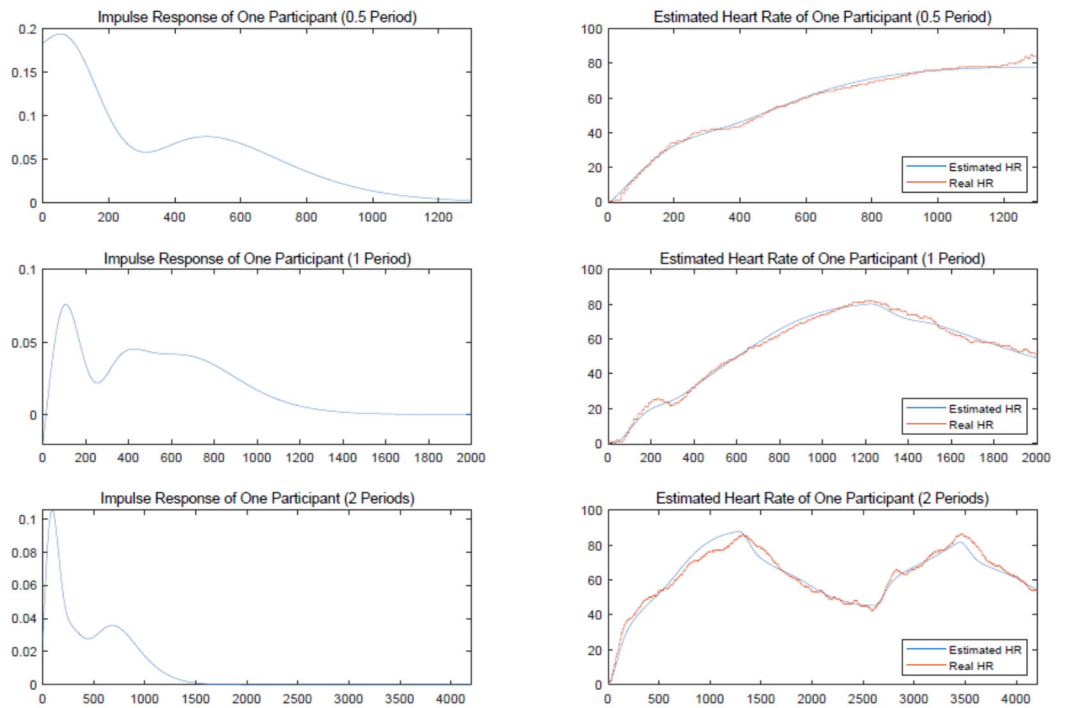 Impulse Response of One Participant (0.5 Period)
0.2
0.15
0.1
0.05
0
0 200 400 600 800 1000 1200
Estimated Heart Rate of One Participant (0.5 Period)
100
80
60
40
20
0
Estimated HR
Real HR
0 200 400 600 800 1000 1200
Impulse Response of One Participant (1 Period)
0.1
0.05
0
0 200 400 600 800 1000 1200 1400 1600 1800 2000
Estimated Heart Rate of One Participant (1 Period)
100
80
60
40
20
0
Estimated HR
Real HR
0 200 400 600 800 1000 1200 1400 1600 1800 2000
Impulse Response of One Participant (2 Periods)
0.1
0.08
0.06
0.04
0.02
0
0 500 1000 1500 2000 2500 3000 3500 4000
Estimated Heart Rate of One Participant (2 Periods)
100
80
60
40
20
0
Estimated HR
Real HR
0 500 1000 1500 2000 2500 3000 3500 4000